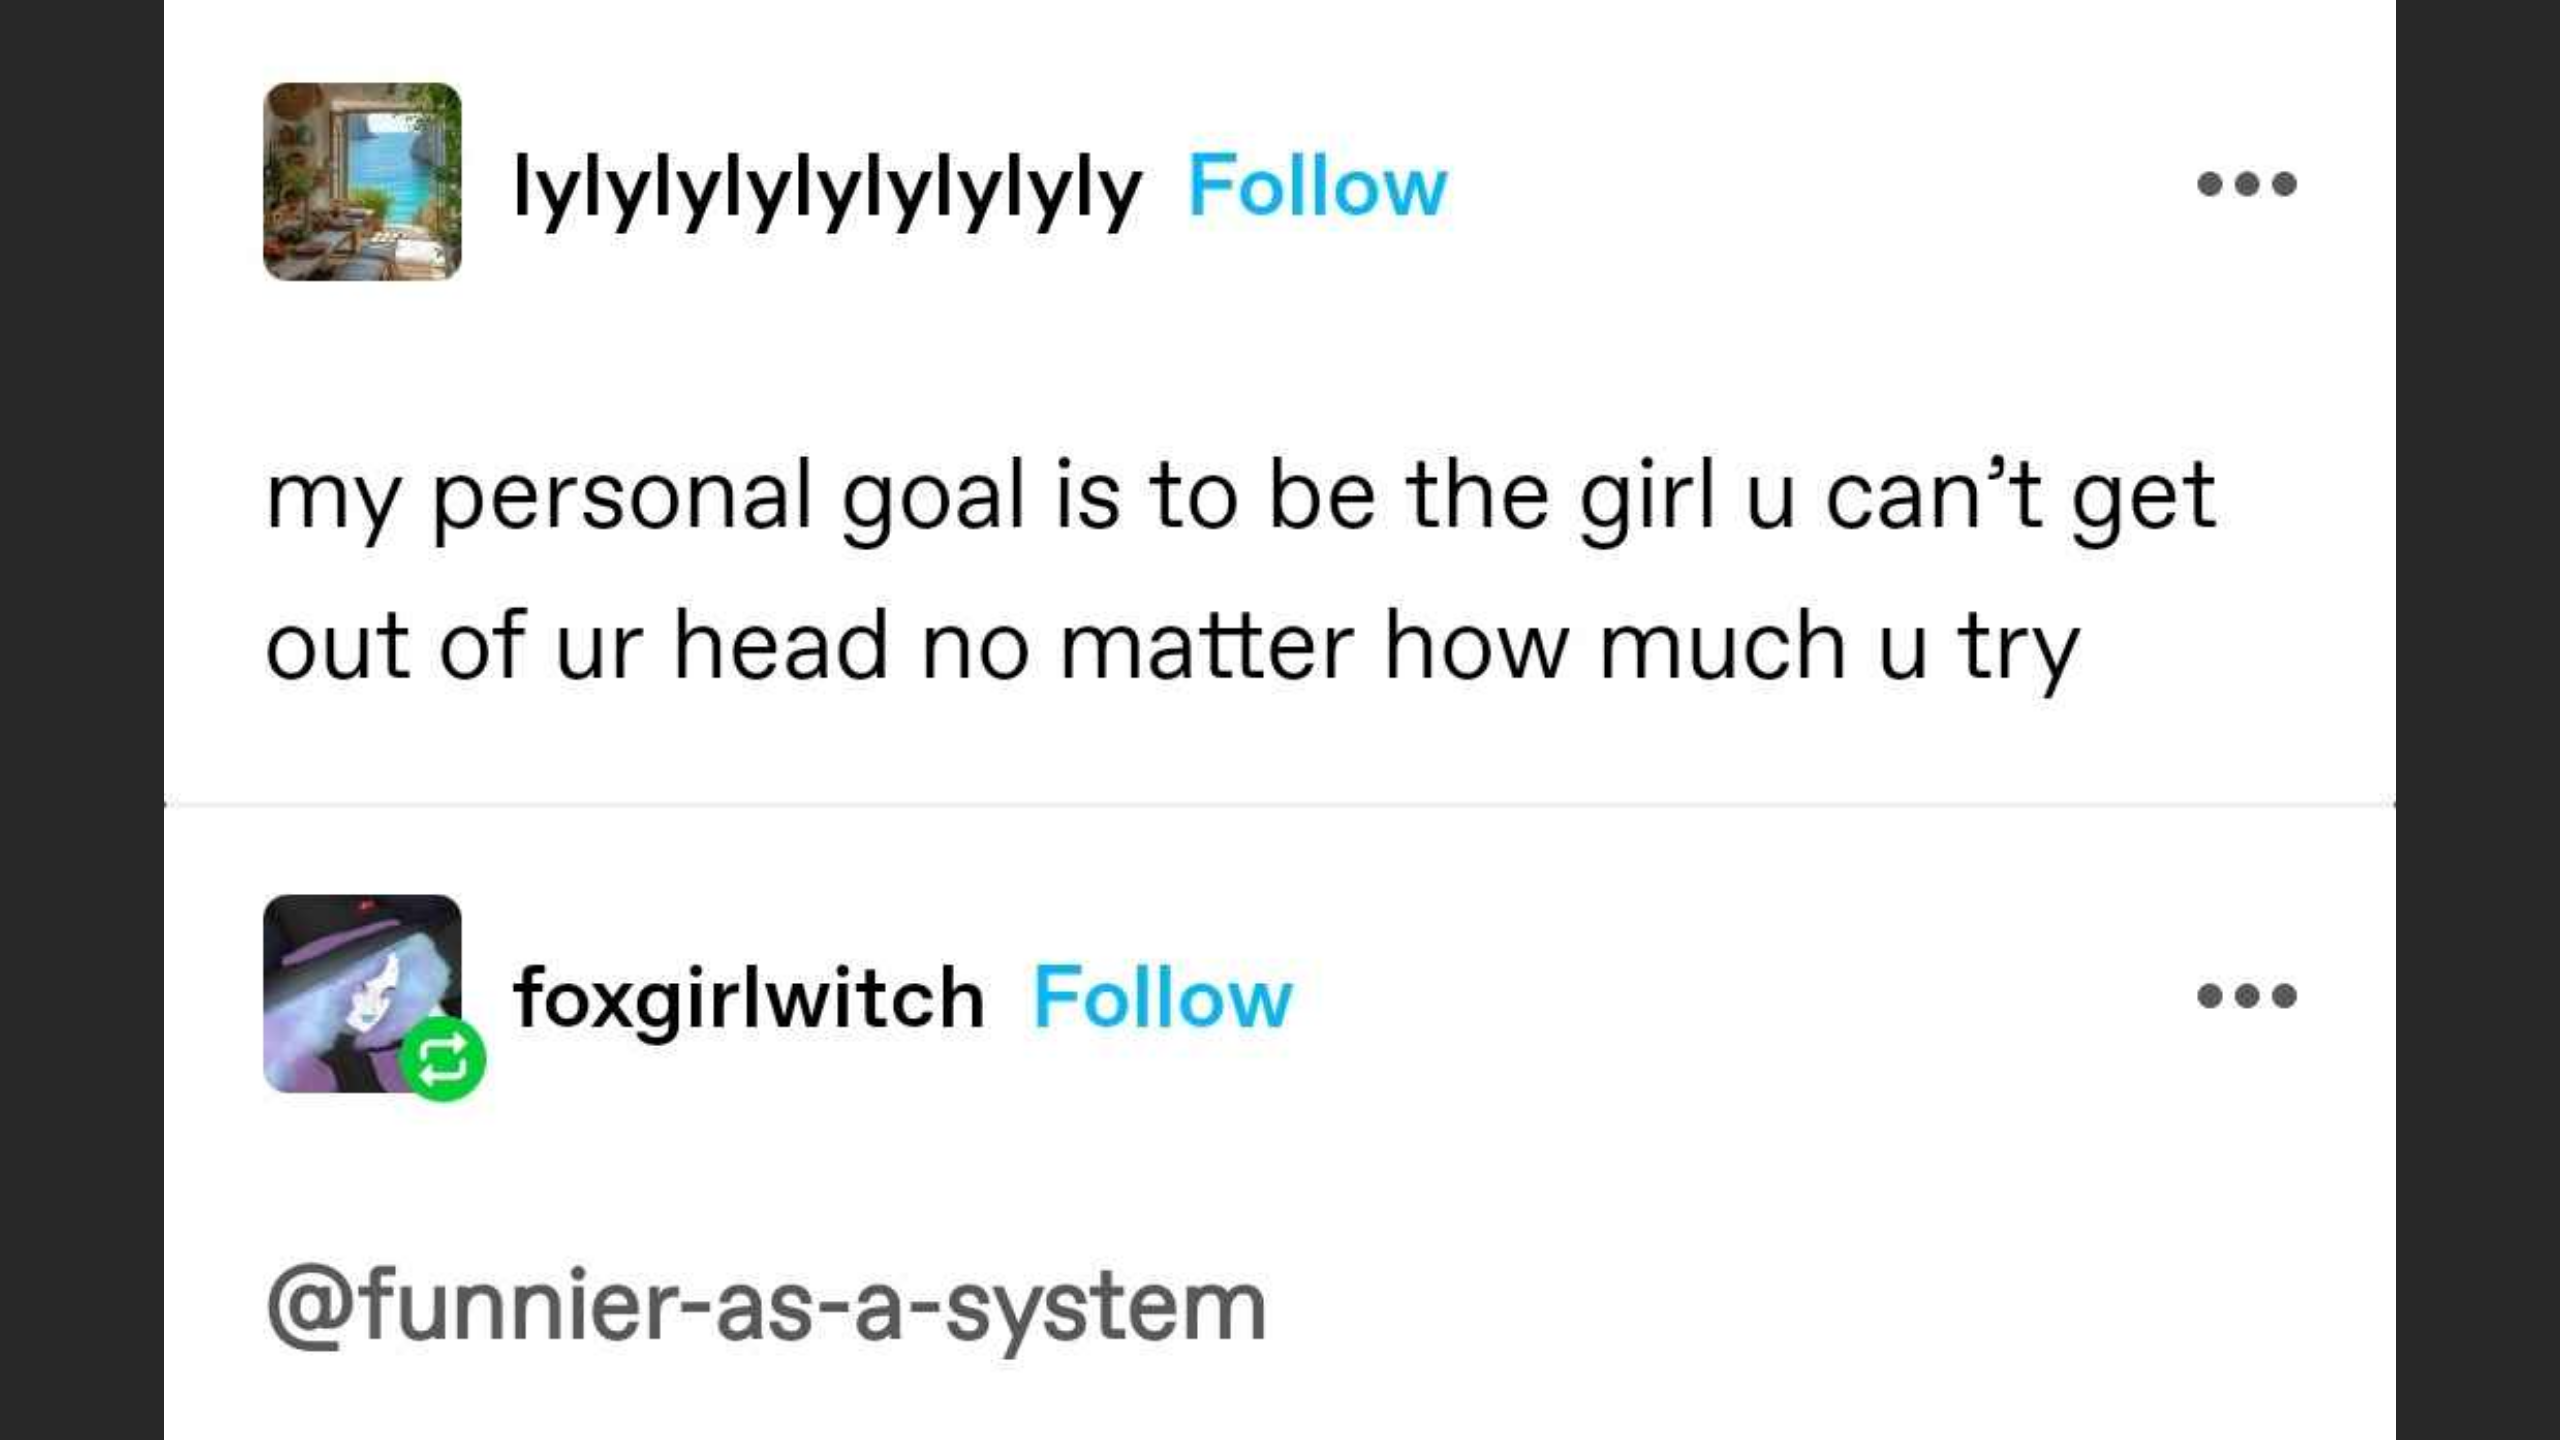 lylylylylylylylyly Follow
my personal goal is to be the girl u can’t get
out of ur head no matter how much u try
foxgirlwitch Follow
@funnier-as-a-system